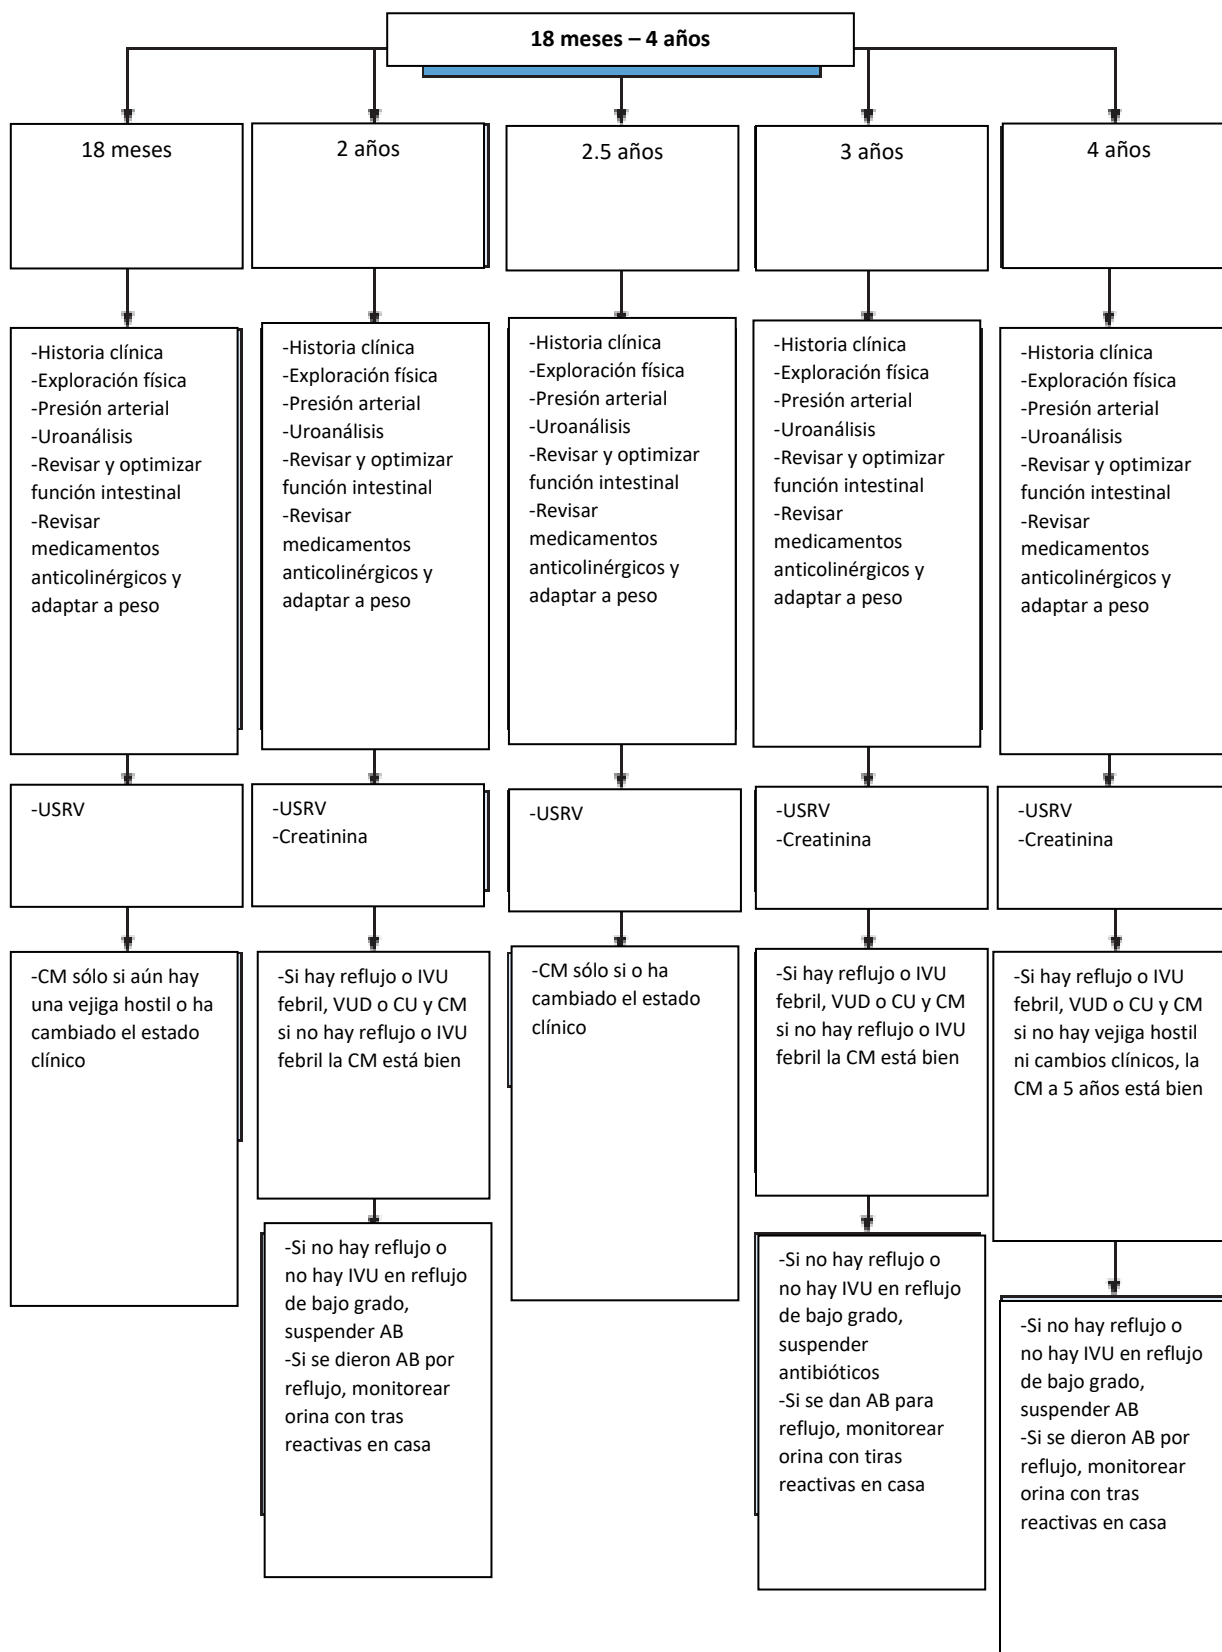 18 meses – 4 años
18 meses
2 años
2.5 años
3 años
4 años
-Historia clínica
-Exploración física
-Presión arterial
-Uroanálisis
-Revisar y optimizar
función intestinal
-Revisar
medicamentos
anticolinérgicos y
adaptar a peso
-Historia clínica
-Exploración física
-Presión arterial
-Uroanálisis
-Revisar y optimizar
función intestinal
-Revisar
medicamentos
anticolinérgicos y
adaptar a peso
-Historia clínica
-Exploración física
-Presión arterial
-Uroanálisis
-Revisar y optimizar
función intestinal
-Revisar
medicamentos
anticolinérgicos y
adaptar a peso
-Historia clínica
-Exploración física
-Presión arterial
-Uroanálisis
-Revisar y optimizar
función intestinal
-Revisar
medicamentos
anticolinérgicos y
adaptar a peso
-Historia clínica
-Exploración física
-Presión arterial
-Uroanálisis
-Revisar y optimizar
función intestinal
-Revisar
medicamentos
anticolinérgicos y
adaptar a peso
-USRV
-USRV
-Creatinina
-USRV
-USRV
-Creatinina
-USRV
-Creatinina
-CM sólo si aún hay
una vejiga hostil o ha
cambiado el estado
clínico
-Si hay reflujo o IVU
febril, VUD o CU y CM
si no hay reflujo o IVU
febril la CM está bien
-CM sólo si o ha
cambiado el estado
clínico
-Si hay reflujo o IVU
febril, VUD o CU y CM
si no hay reflujo o IVU
febril la CM está bien
-Si hay reflujo o IVU
febril, VUD o CU y CM
si no hay vejiga hostil
ni cambios clínicos, la
CM a 5 años está bien
-Si no hay reflujo o
no hay IVU en reflujo
de bajo grado,
suspender AB
-Si se dieron AB por
reflujo, monitorear
orina con tras
reactivas en casa
-Si no hay reflujo o
no hay IVU en reflujo
de bajo grado,
suspender
antibióticos
-Si se dan AB para
reflujo, monitorear
orina con tiras
reactivas en casa
-Si no hay reflujo o
no hay IVU en reflujo
de bajo grado,
suspender AB
-Si se dieron AB por
reflujo, monitorear
orina con tras
reactivas en casa